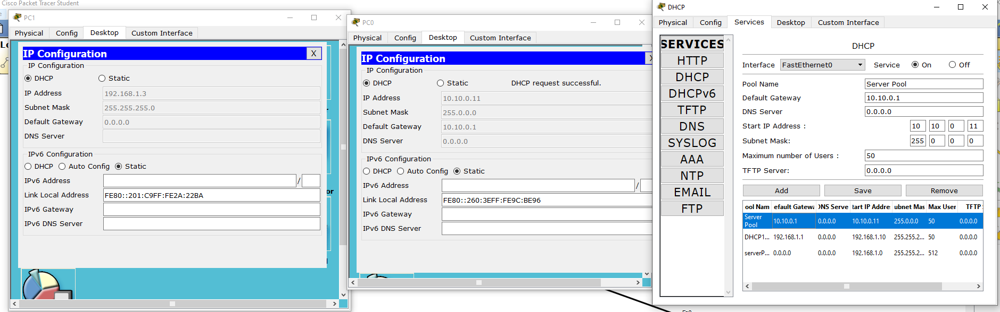 Cisco Packet Tracer Student
PC1
Physical Config Desktop Custom Interface
IP Configuration X
IP Configuration
DHCP Static
IP Address 192.168.1.3
Subnet Mask 255.255.255.0
Default Gateway 0.0.0.0
DNS Server
IPv6 Configuration
DHCP Auto Config Static
IPv6 Address /
Link Local Address FE80::201:C9FF:FE2A:22BA
IPv6 Gateway
IPv6 DNS Server
or
PC0
Physical Config Desktop Custom Interface
IP Configuration X
IP Configuration
DHCP Static DHCP request successful.
IP Address 10.10.0.11
Subnet Mask 255.0.0.0
Default Gateway 10.10.0.1
DNS Server 0.0.0.0
IPv6 Configuration
DHCP Auto Config Static
IPv6 Address /
Link Local Address FE80::260:3EFF:FE9C:BE96
IPv6 Gateway
IPv6 DNS Server
DHCP
Physical Config Services Desktop Custom Interface
SERVICES
HTTP
DHCP
DHCPv6
TFTP
DNS
SYSLOG
AAA
NTP
EMAIL
FTP
DHCP
Interface FastEthernet0 Service On Off
Pool Name Server Pool
Default Gateway 10.10.0.1
DNS Server 0.0.0.0
Start IP Address : 10 10 0 11
Subnet Mask: 255 0 0 0
Maximum number of Users : 50
TFTP Server: 0.0.0.0
Add Save Remove
ool Nam efault Gatewa DNS Serve tart IP Addre ubnet Mas Max User TFTP
Server Pool 10.10.0.1 0.0.0.0 10.10.0.11 255.0.0.0 50 0.0.0.0
DHCP1... 192.168.1.1 0.0.0.0 192.168.1.10 255.255.2... 50 0.0.0.0
serverP... 0.0.0.0 0.0.0.0 192.168.1.0 255.255.2... 512 0.0.0.0